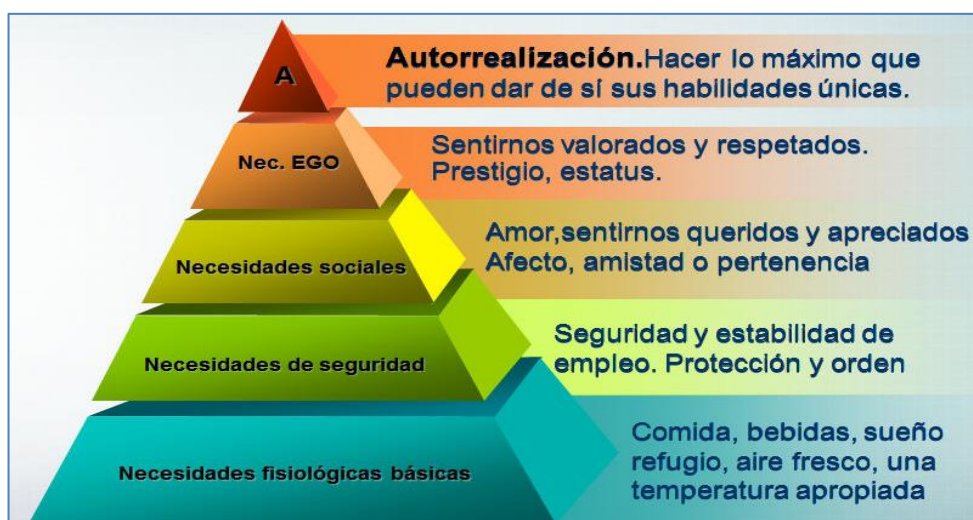 A
Autorrealización.Hacer lo máximo que
pueden dar de sí sus habilidades únicas.
Nec. EGO
Sentirnos valorados y respetados.
Prestigio, estatus.
Necesidades sociales
Amor,sentirnos queridos y apreciados
Afecto, amistad o pertenencia
Necesidades de seguridad
Seguridad y estabilidad de
empleo. Protección y orden
Necesidades fisiológicas básicas
Comida, bebidas, sueño
refugio, aire fresco, una
temperatura apropiada